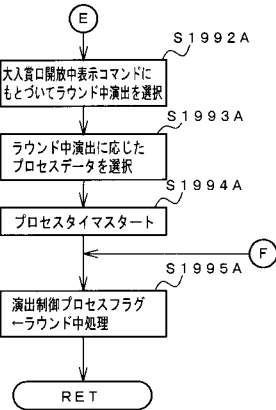 E
S1992A
大入賞口開放中表示コマンドに
もとづいてラウンド中演出を選択
S1993A
ラウンド中演出に応じた
プロセスデータを選択
S1994A
プロセスタイマスタート
F
S1995A
演出制御プロセスフラグ
←ラウンド中処理
RET